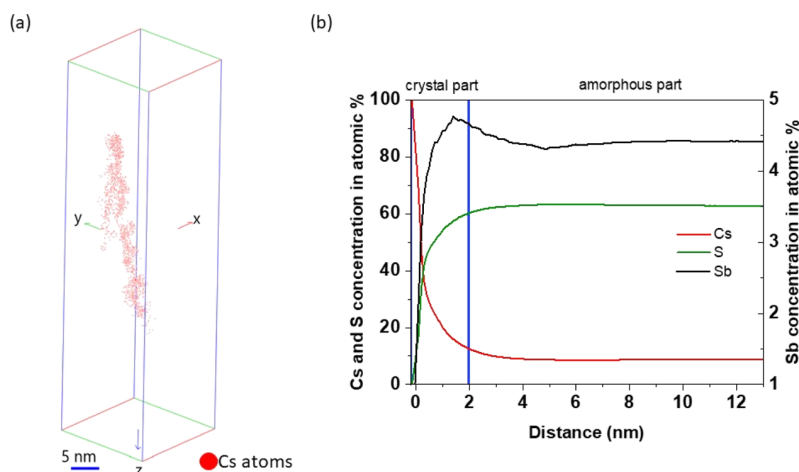 (a)
y
x
z
5 nm
Cs atoms
(b)
crystal part
amorphous part
Cs and S concentration in atomic %
100
80
60
40
20
0
5
4
3
2
1
Sb concentration in atomic %
Cs
S
Sb
0 2 4 6 8 10 12
Distance (nm)